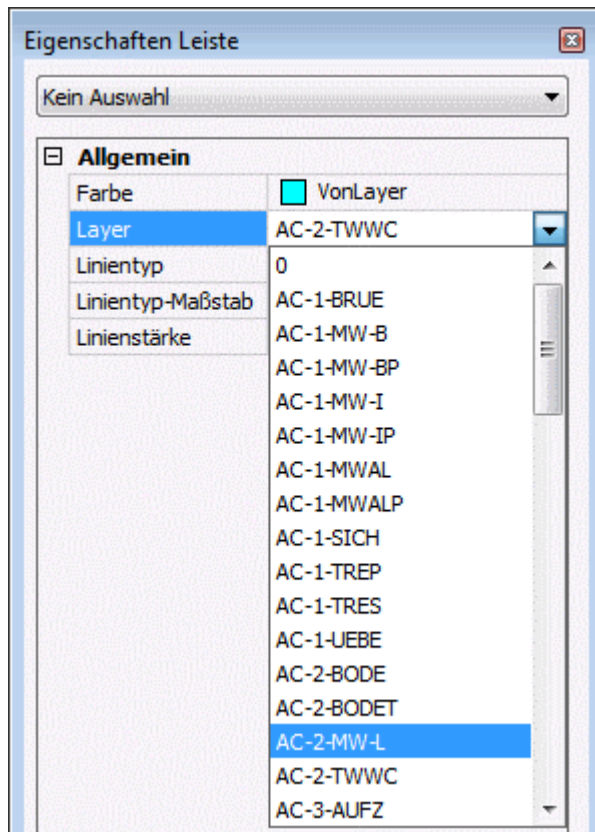 Eigenschaften Leiste
Kein Auswahl
Allgemein
Farbe VonLayer
Layer AC-2-TWWC
Linientyp 0
Linientyp-Maßstab AC-1-BRUE
Linienstärke AC-1-MW-B
AC-1-MW-BP
AC-1-MW-I
AC-1-MW-IP
AC-1-MWAL
AC-1-MWALP
AC-1-SICH
AC-1-TREP
AC-1-TRES
AC-1-UEBE
AC-2-BODE
AC-2-BODET
AC-2-MW-L
AC-2-TWWC
AC-3-AUFZ